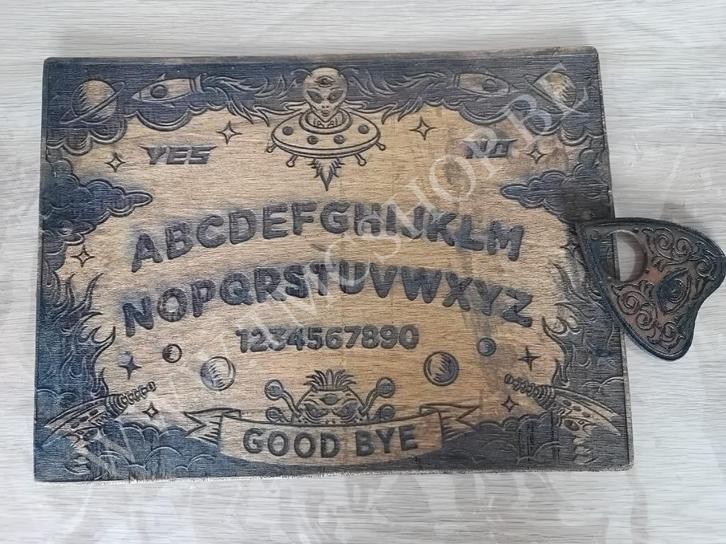 YES NO
ABCDEFGHIJKLM
NOPQRSTUVWXYZ
1234567890
GOOD BYE